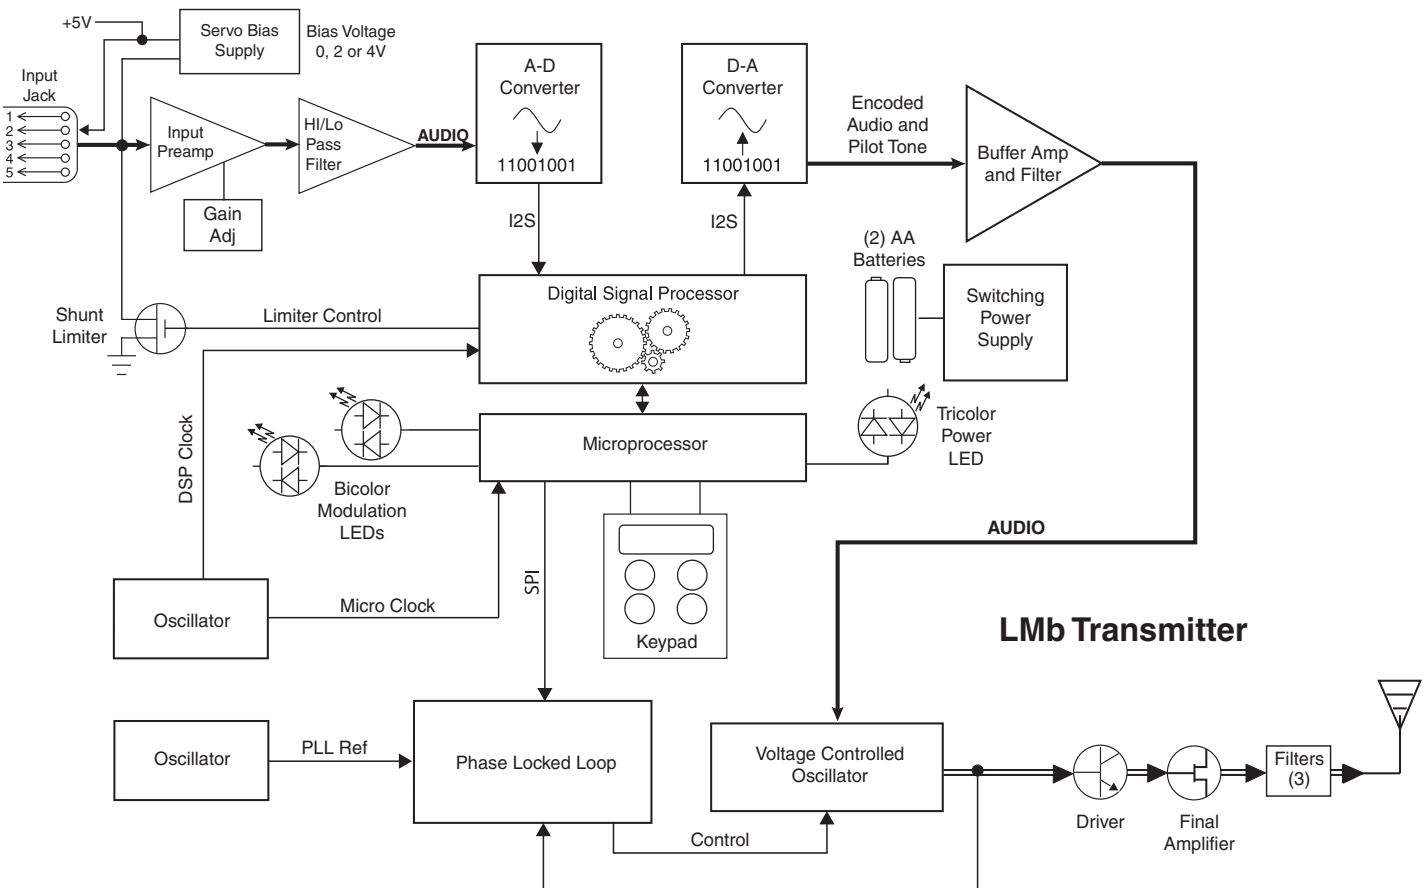 +5V
Servo Bias
Supply
Bias Voltage
0, 2 or 4V
Input
Jack
1
2
3
4
5
Input
Preamp
Gain
Adj
HI/Lo
Pass
Filter
AUDIO
A-D
Converter
11001001
D-A
Converter
11001001
Encoded
Audio and
Pilot Tone
Buffer Amp
and Filter
I2S
I2S
(2) AA
Batteries
Switching
Power
Supply
Digital Signal Processor
Shunt
Limiter
Limiter Control
DSP Clock
Microprocessor
Tricolor
Power
LED
Bicolor
Modulation
LEDs
AUDIO
SPI
Keypad
Oscillator
Micro Clock
LMb Transmitter
Oscillator
PLL Ref
Phase Locked Loop
Voltage Controlled
Oscillator
Control
Driver
Final
Amplifier
Filters
(3)